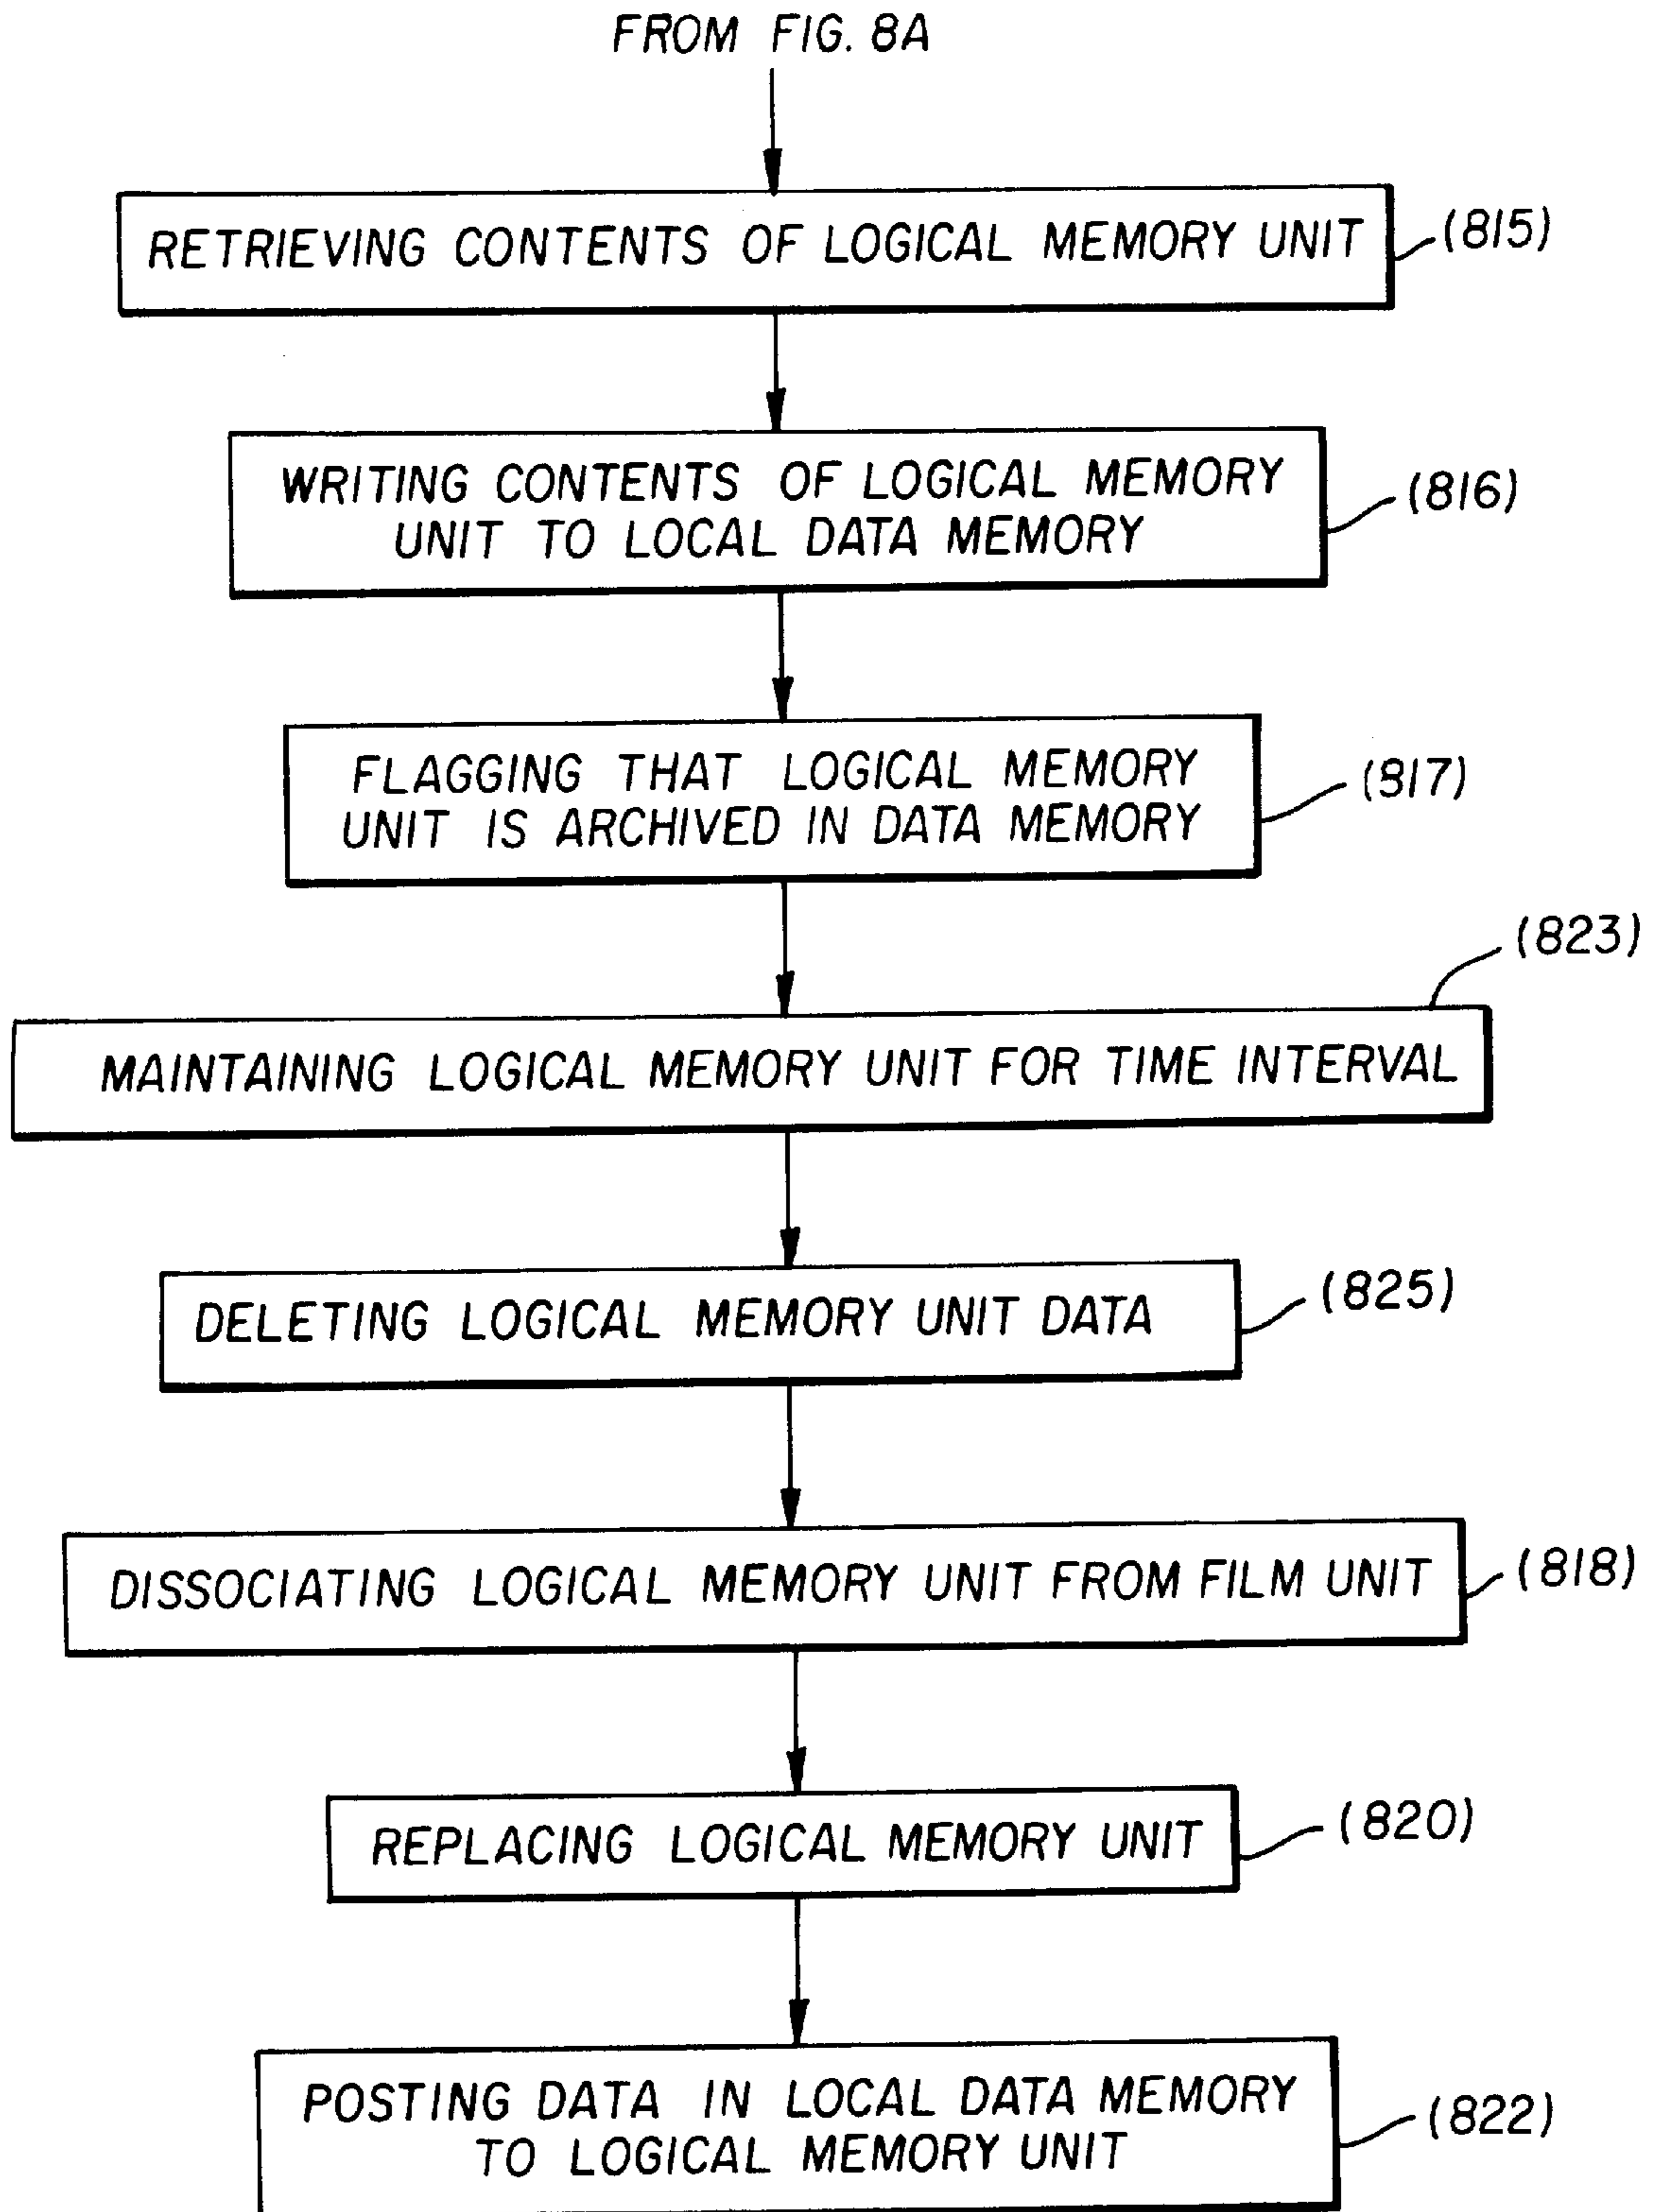 FROM FIG. 8A
RETRIEVING CONTENTS OF LOGICAL MEMORY UNIT
(815)
WRITING CONTENTS OF LOGICAL MEMORY
UNIT TO LOCAL DATA MEMORY
(816)
FLAGGING THAT LOGICAL MEMORY
UNIT IS ARCHIVED IN DATA MEMORY
(817)
(823)
MAINTAINING LOGICAL MEMORY UNIT FOR TIME INTERVAL
DELETING LOGICAL MEMORY UNIT DATA
(825)
DISSOCIATING LOGICAL MEMORY UNIT FROM FILM UNIT
(818)
REPLACING LOGICAL MEMORY UNIT
(820)
POSTING DATA IN LOCAL DATA MEMORY
TO LOGICAL MEMORY UNIT
(822)